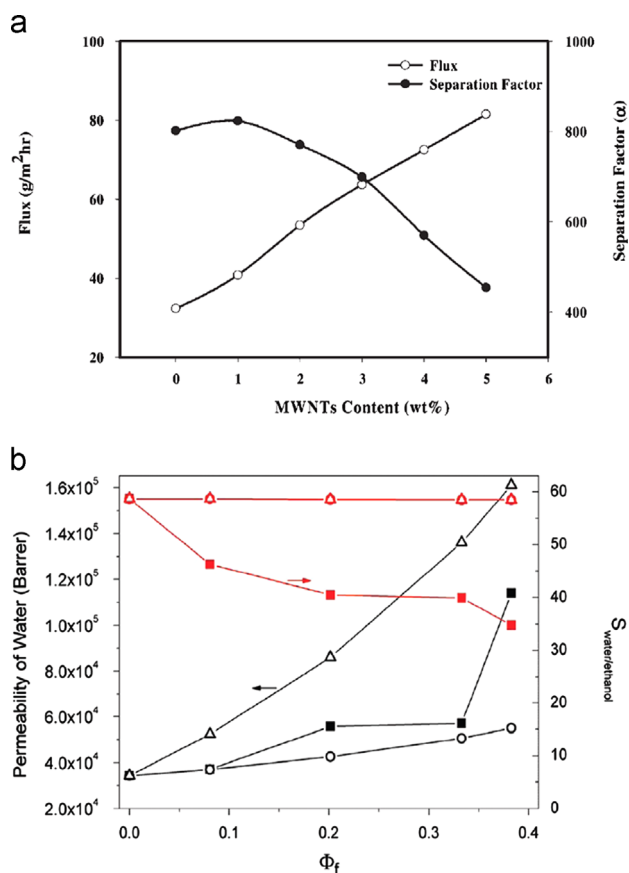 a
100
80
60
40
20
Flux (g/m²hr)
Flux
Separation Factor
1000
800
600
400
Separation Factor (α)
0 1 2 3 4 5 6
MWNTs Content (wt%)
b
1.6x10⁵
1.4x10⁵
1.2x10⁵
1.0x10⁵
8.0x10⁴
6.0x10⁴
4.0x10⁴
2.0x10⁴
Permeability of Water (Barrer)
60
50
40
30
20
10
0
S_water/ethanol
0.0 0.1 0.2 0.3 0.4
Φf